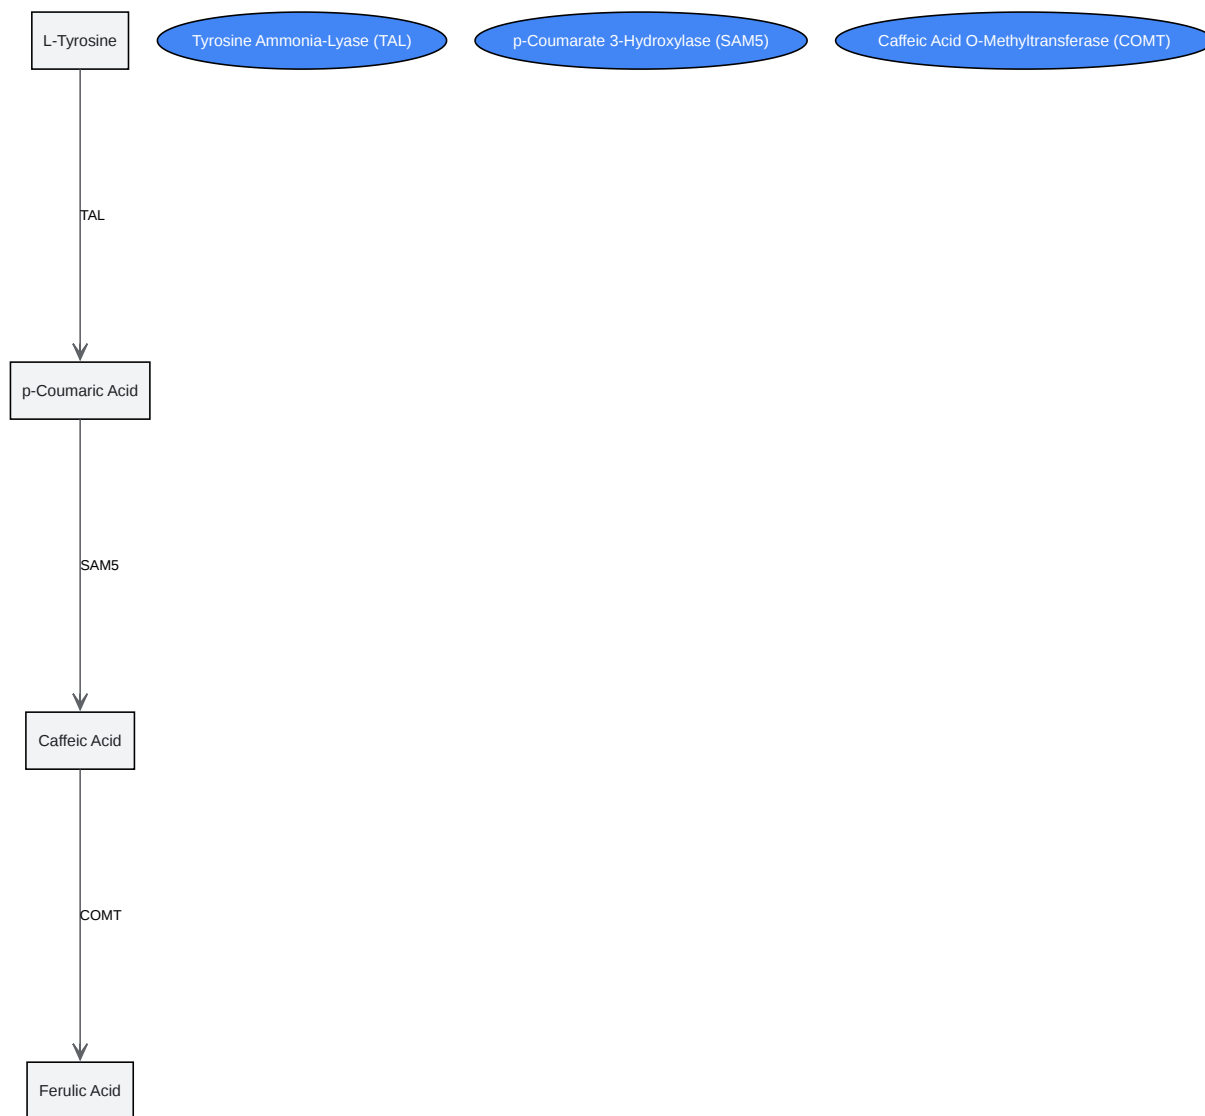 L-Tyrosine
Tyrosine Ammonia-Lyase (TAL)
p-Coumarate 3-Hydroxylase (SAM5)
Caffeic Acid O-Methyltransferase (COMT)
TAL
p-Coumaric Acid
SAM5
Caffeic Acid
COMT
Ferulic Acid